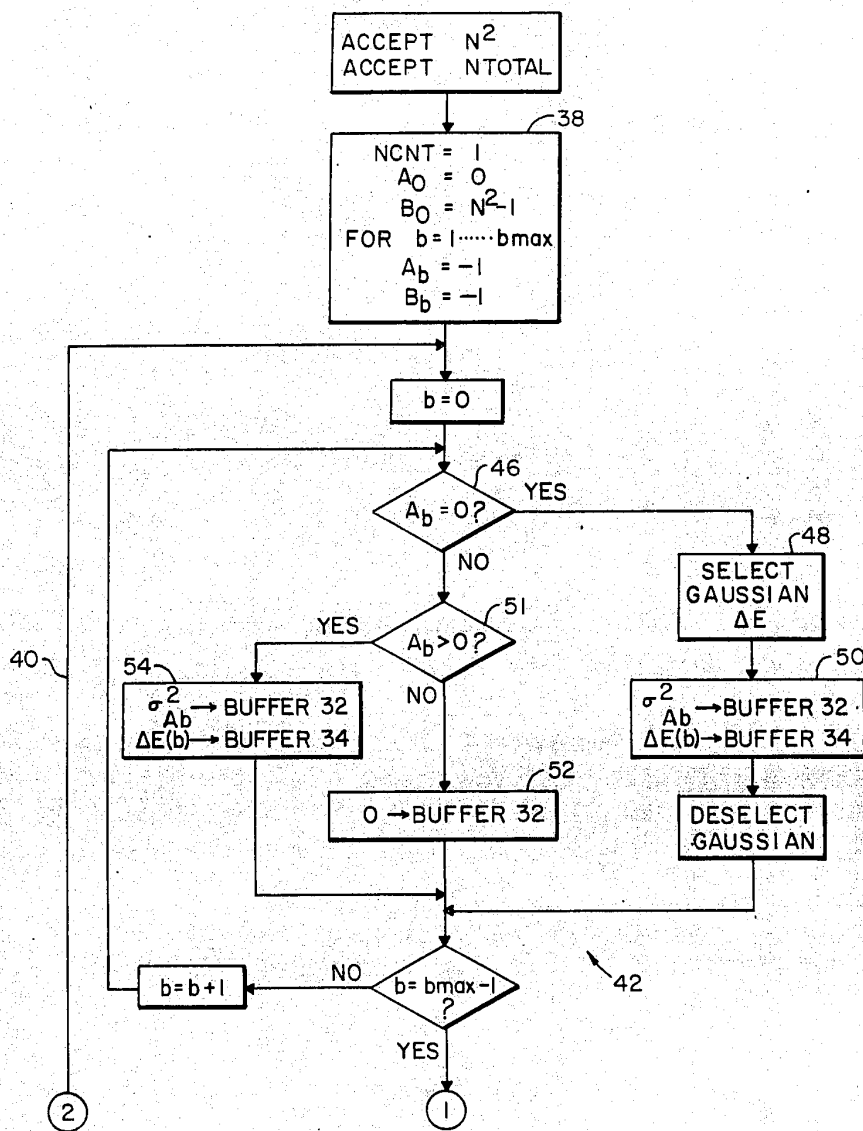 ACCEPT N²
ACCEPT NTOTAL
38
NCNT = 1
A₀ = 0
B₀ = N²-1
FOR b=1······bmax
A_b = -1
B_b = -1
b=0
46
A_b = 0?
YES
NO
48
SELECT
GAUSSIAN
ΔE
51
A_b > 0?
YES
NO
40
54
σ²_Ab → BUFFER 32
ΔE(b) → BUFFER 34
50
σ²_Ab → BUFFER 32
ΔE(b) → BUFFER 34
52
0 → BUFFER 32
DESELECT
GAUSSIAN
b=b+1
NO
b=bmax-1
?
42
YES
2
1